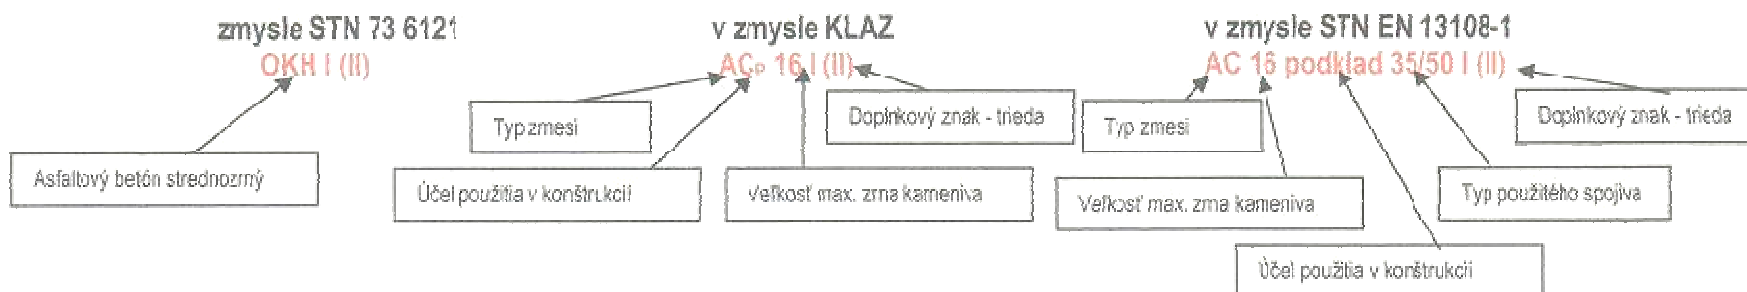 zmysle STN 73 6121
OKH I (II)
Asfaltový betón strednozrný
v zmysle KLAZ
ACP 16 I (II)
Typ zmesi
Doplnkový znak - trieda
Účel použitia v konštrukcií
Veľkosť max. zrna kameniva
v zmysle STN EN 13108-1
AC 16 podklad 35/50 I (II)
Typ zmesi
Doplnkový znak - trieda
Veľkosť max. zrna kameniva
Typ použitého spojiva
Účel použitia v konštrukcií